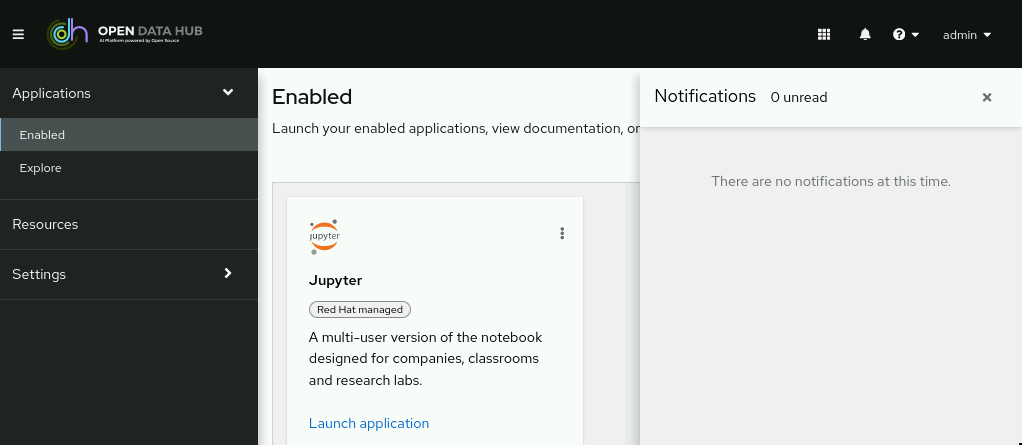 OPEN DATA HUB
AI Platform powered by Open Source
admin
Applications
Enabled
Explore
Resources
Settings
Enabled
Launch your enabled applications, view documentation, or
jupyter
Jupyter
Red Hat managed
A multi-user version of the notebook
designed for companies, classrooms
and research labs.
Launch application
Notifications 0 unread
There are no notifications at this time.